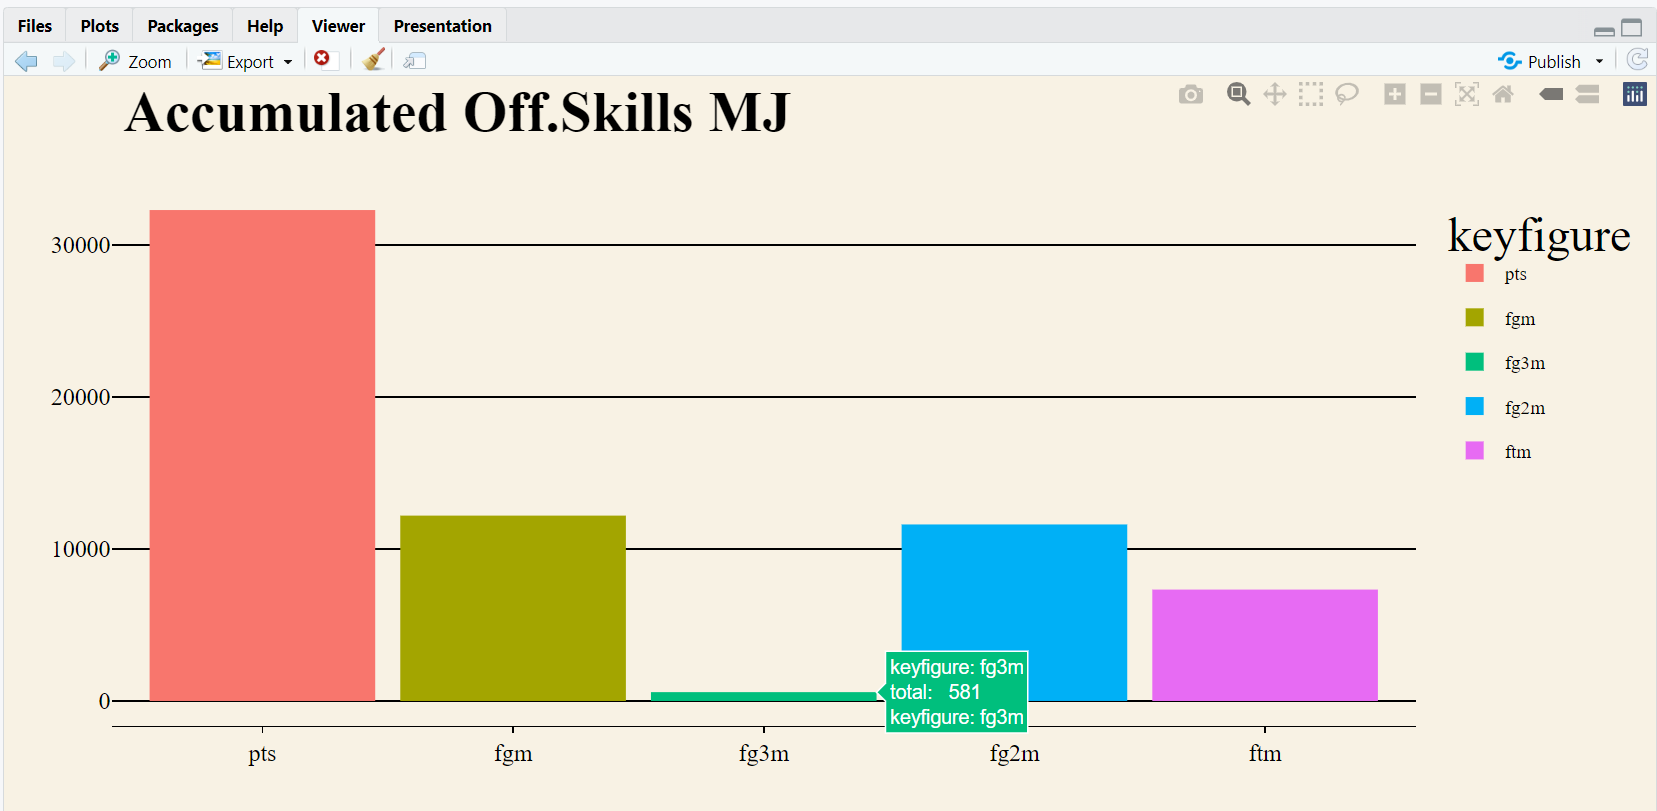 Files Plots Packages Help Viewer Presentation
Zoom Export Publish
Accumulated Off.Skills MJ
30000
20000
10000
0
pts fgm fg3m fg2m ftm
keyfigure: fg3m
total: 581
keyfigure: fg3m
keyfigure
pts
fgm
fg3m
fg2m
ftm